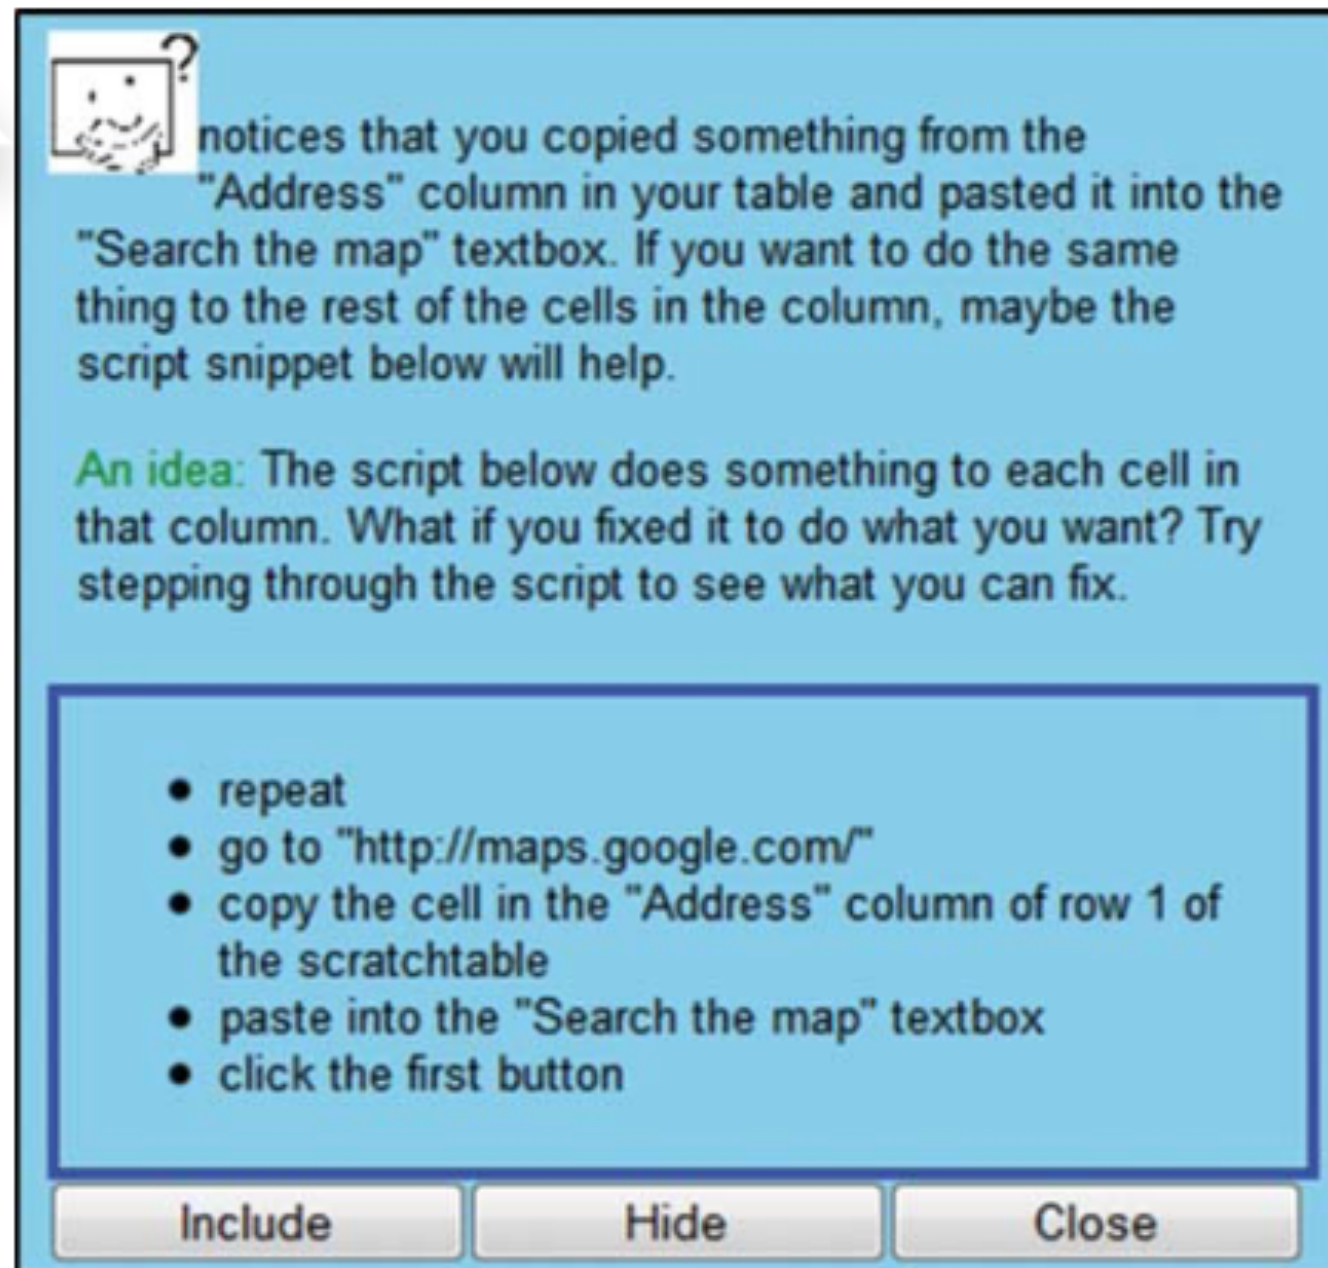 ?
notices that you copied something from the
"Address" column in your table and pasted it into the
"Search the map" textbox. If you want to do the same
thing to the rest of the cells in the column, maybe the
script snippet below will help.
An idea: The script below does something to each cell in
that column. What if you fixed it to do what you want? Try
stepping through the script to see what you can fix.
• repeat
• go to "http://maps.google.com/"
• copy the cell in the "Address" column of row 1 of
the scratchtable
• paste into the "Search the map" textbox
• click the first button
Include Hide Close